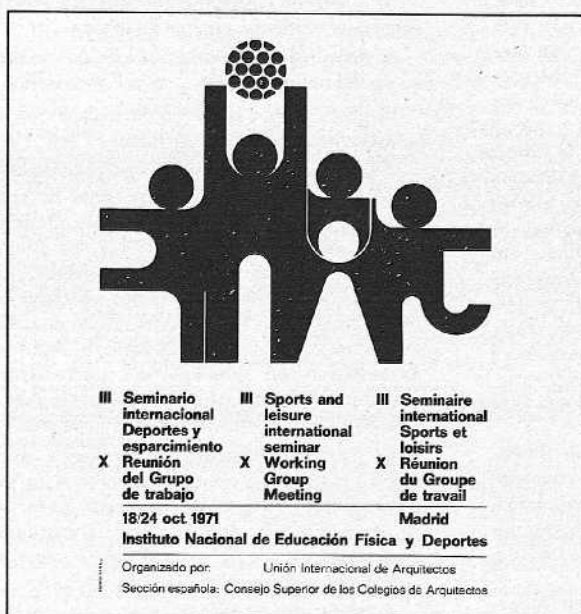 III Seminario
internacional
Deportes y
esparcimiento
X Reunión
del Grupo
de trabajo
III Sports and
leisure
international
seminar
X Working
Group
Meeting
III Seminaire
international
Sports et
loisirs
X Réunion
du Groupe
de travail
18/24 oct. 1971 Madrid
Instituto Nacional de Educación Física y Deportes
Organizado por: Unión Internacional de Arquitectos
Sección española: Consejo Superior de los Colegios de Arquitectos